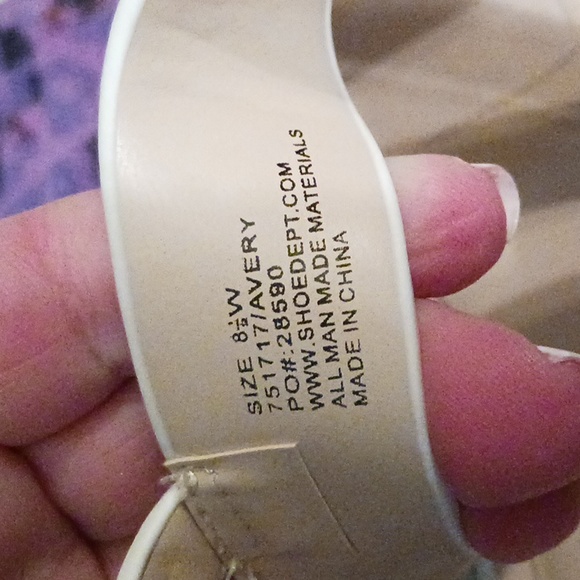 SIZE 8½W
751717/AVERY
PO#:28590
WWW.SHOEDEPT.COM
ALL MAN MADE MATERIALS
MADE IN CHINA